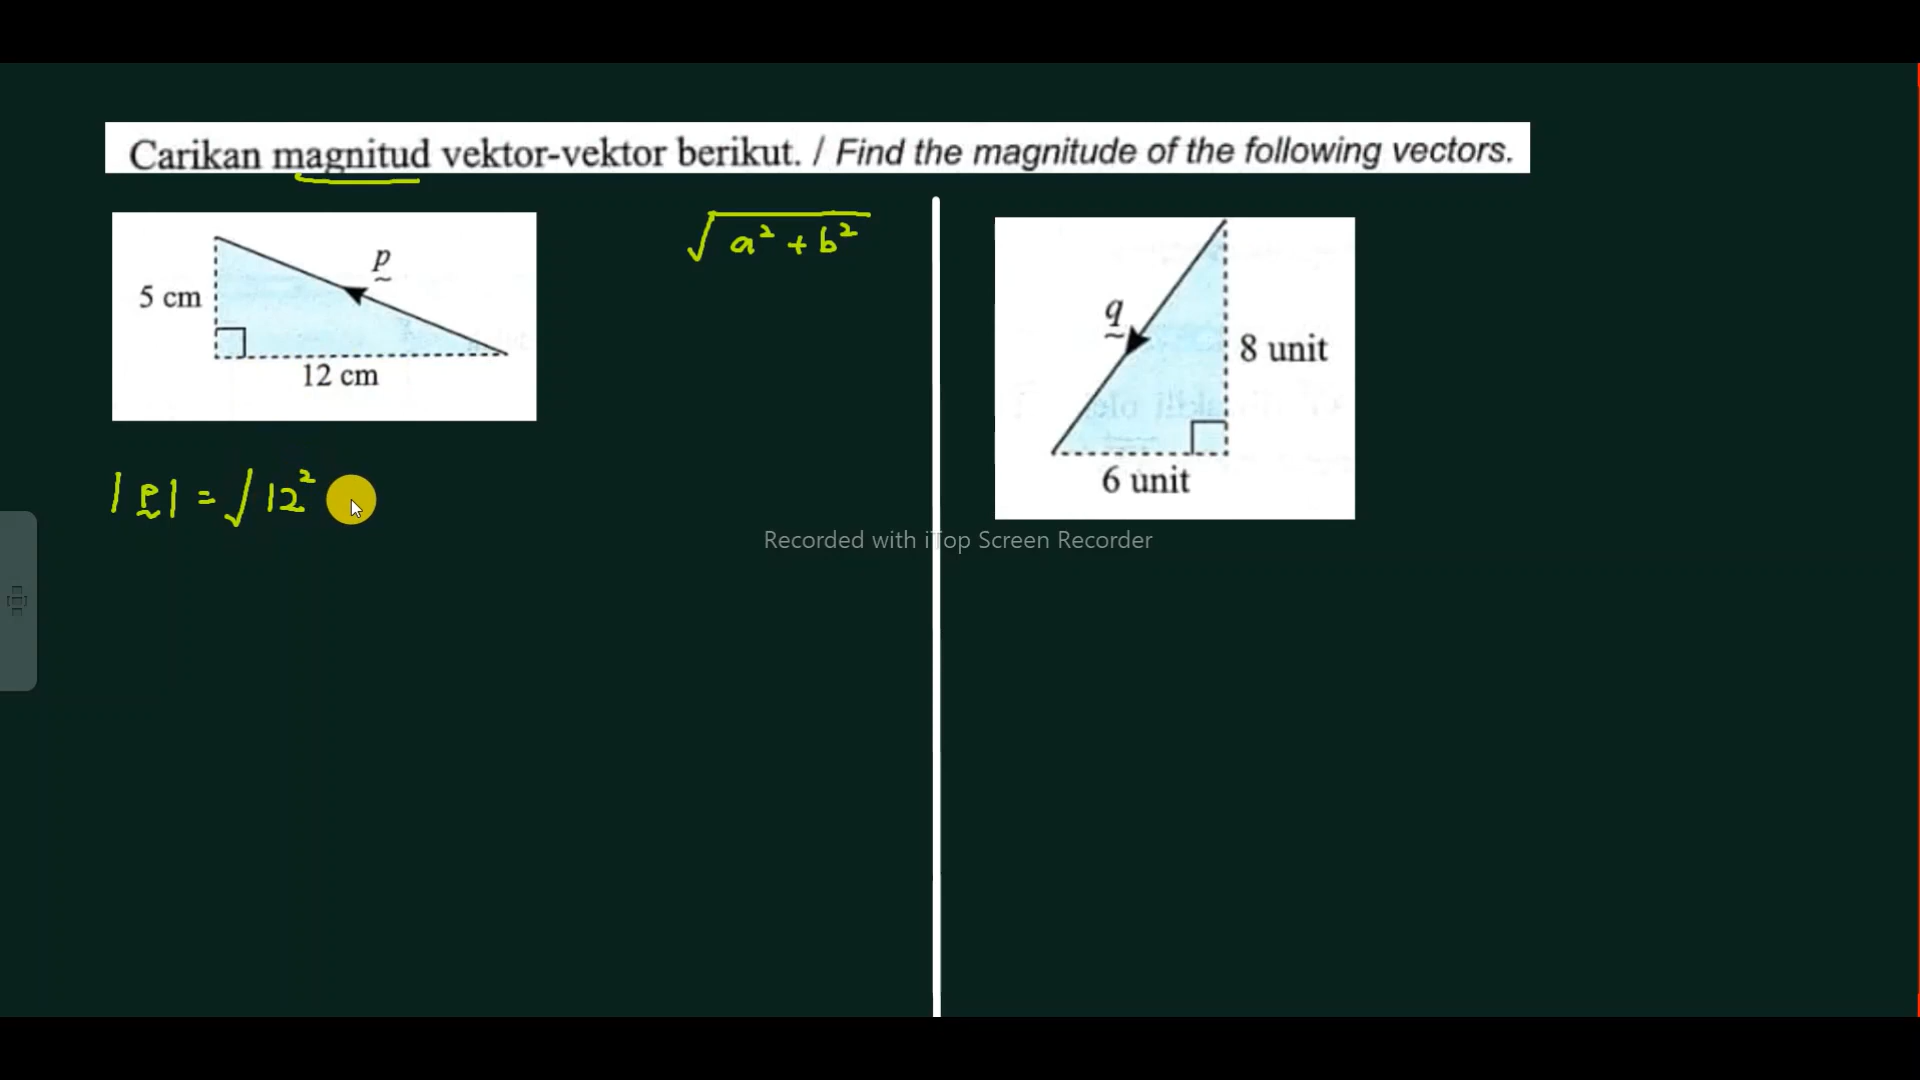 Carikan magnitud vektor-vektor berikut. / Find the magnitude of the following vectors.
p
5 cm
12 cm
√a² + b²
q
8 unit
6 unit
|p| = √12²
Recorded with iTop Screen Recorder